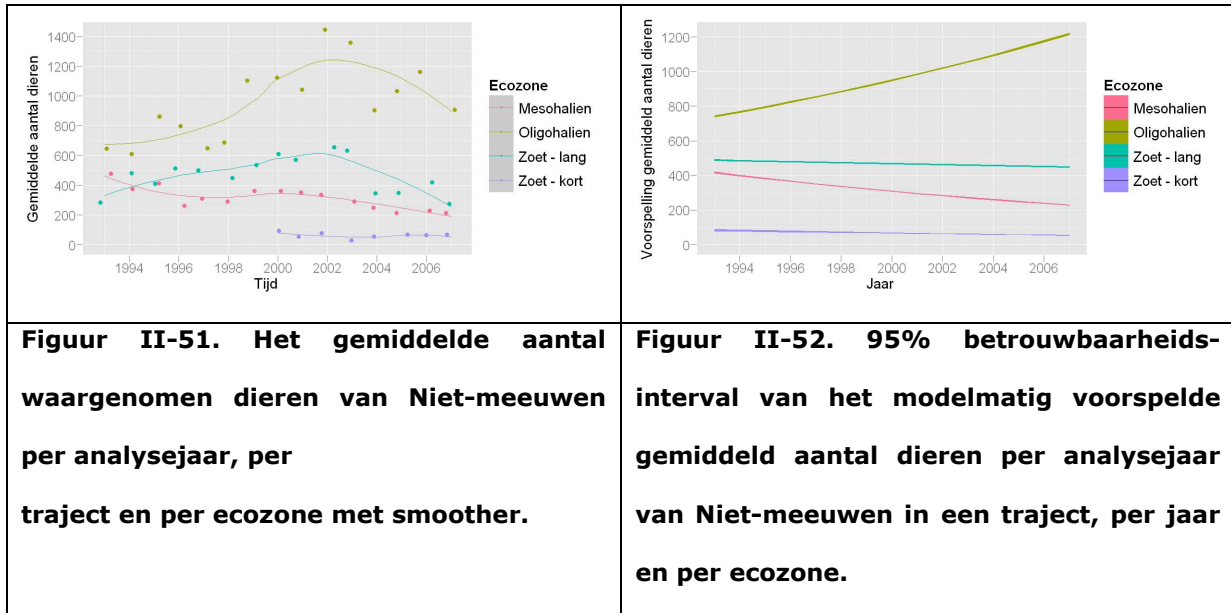 Gemiddelde aantal dieren
1400
1200
1000
800
600
400
200
0
1994 1996 1998 2000 2002 2004 2006
Tijd
Ecozone
Mesohalien
Oligohalien
Zoet - lang
Zoet - kort
Voorspelling gemiddeld aantal dieren
1200
1000
800
600
400
200
0
1994 1996 1998 2000 2002 2004 2006
Jaar
Ecozone
Mesohalien
Oligohalien
Zoet - lang
Zoet - kort
Figuur II-51. Het gemiddelde aantal
waargenomen dieren van Niet-meeuwen
per analysejaar, per
traject en per ecozone met smoother.
Figuur II-52. 95% betrouwbaarheids-
interval van het modelmatig voorspelde
gemiddeld aantal dieren per analysejaar
van Niet-meeuwen in een traject, per jaar
en per ecozone.